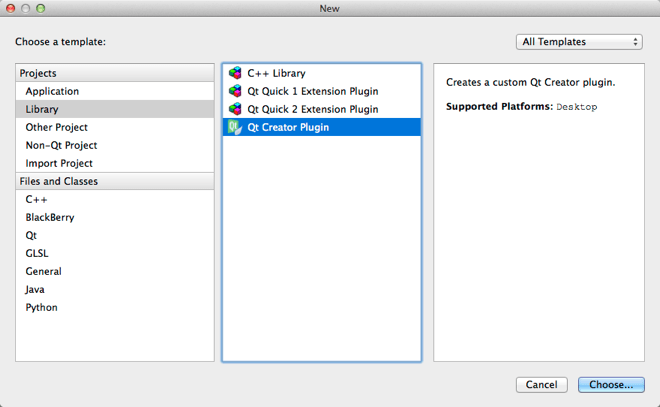 New
Choose a template:
All Templates
Projects
Application
Library
Other Project
Non-Qt Project
Import Project
Files and Classes
C++
BlackBerry
Qt
GLSL
General
Java
Python
C++ Library
Qt Quick 1 Extension Plugin
Qt Quick 2 Extension Plugin
Qt Creator Plugin
Creates a custom Qt Creator plugin.
Supported Platforms: Desktop
Cancel
Choose...